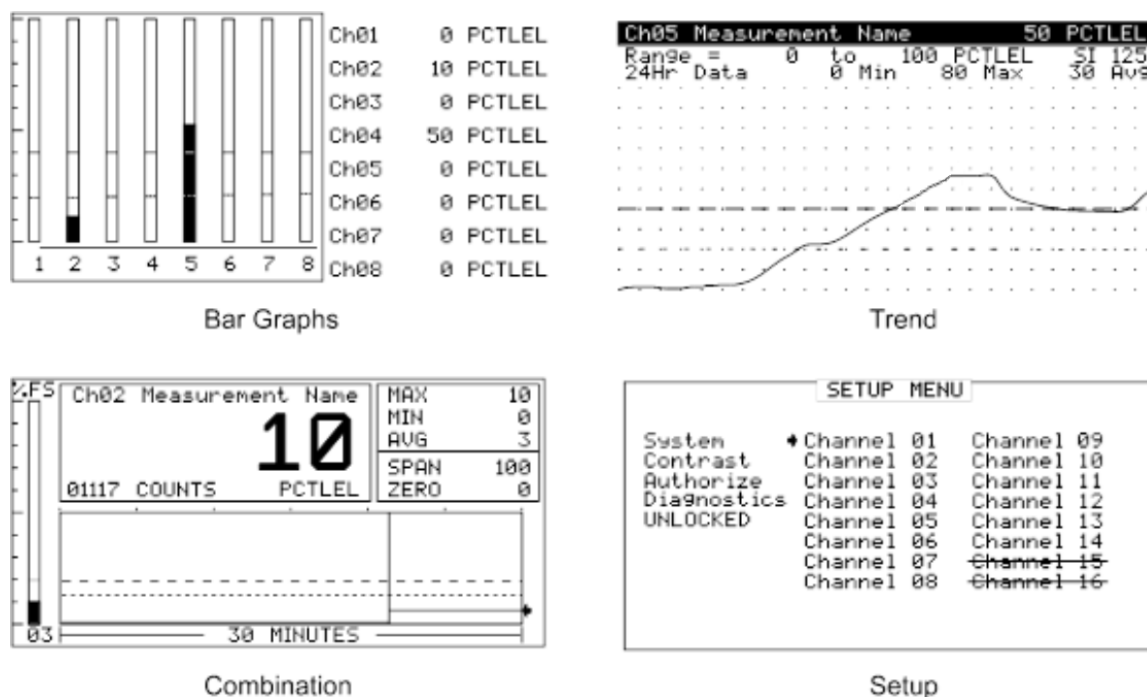 Ch01 0 PCTLEL
Ch02 10 PCTLEL
Ch03 0 PCTLEL
Ch04 50 PCTLEL
Ch05 0 PCTLEL
Ch06 0 PCTLEL
Ch07 0 PCTLEL
Ch08 0 PCTLEL
1 2 3 4 5 6 7 8
Bar Graphs
Ch05 Measurement Name 50 PCTLEL
Range = 0 to 100 PCTLEL SI 125
24Hr Data 0 Min 80 Max 30 Avg
Trend
%FS
Ch02 Measurement Name
10
01117 COUNTS PCTLEL
MAX 10
MIN 0
AVG 3
SPAN 100
ZERO 0
03
30 MINUTES
Combination
SETUP MENU
System Channel 01 Channel 09
Contrast Channel 02 Channel 10
Authorize Channel 03 Channel 11
Diagnostics Channel 04 Channel 12
UNLOCKED Channel 05 Channel 13
Channel 06 Channel 14
Channel 07 Channel 15
Channel 08 Channel 16
Setup